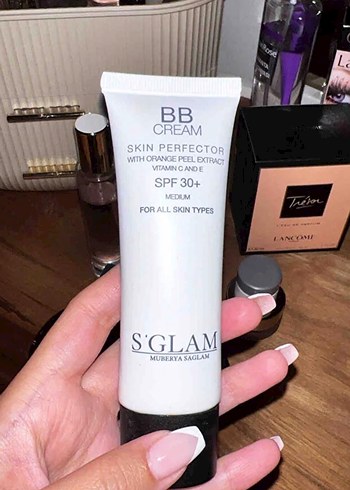 BB
CREAM
SKIN PERFECTOR
WITH ORANGE PEEL EXTRACT
VITAMIN C AND E
SPF 30+
MEDIUM
FOR ALL SKIN TYPES
S'GLAM
MUBERYA SAGLAM
Trésor
LANCÔME